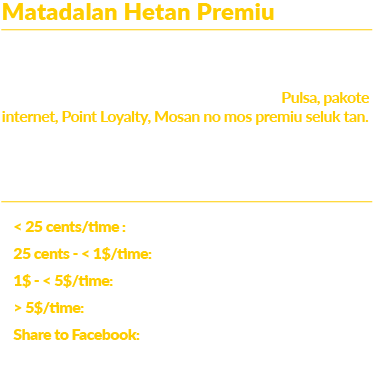 Matadalan Hetan Premiu
Pulsa, pakote
internet, Point Loyalty, Mosan no mos premiu seluk tan.
< 25 cents/time :
25 cents - < 1$/time:
1$ - < 5$/time:
> 5$/time:
Share to Facebook: